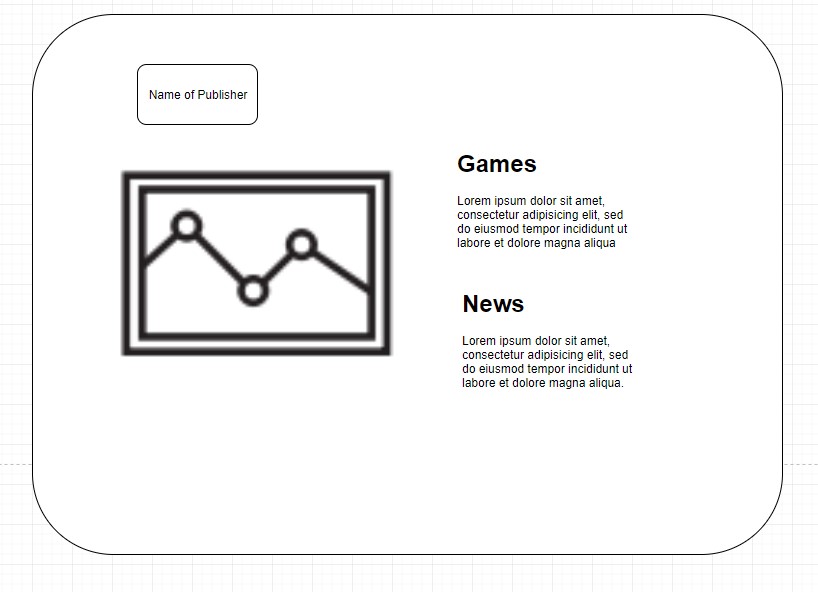 Name of Publisher
Games
Lorem ipsum dolor sit amet,
consectetur adipisicing elit, sed
do eiusmod tempor incididunt ut
labore et dolore magna aliqua
News
Lorem ipsum dolor sit amet,
consectetur adipisicing elit, sed
do eiusmod tempor incididunt ut
labore et dolore magna aliqua.